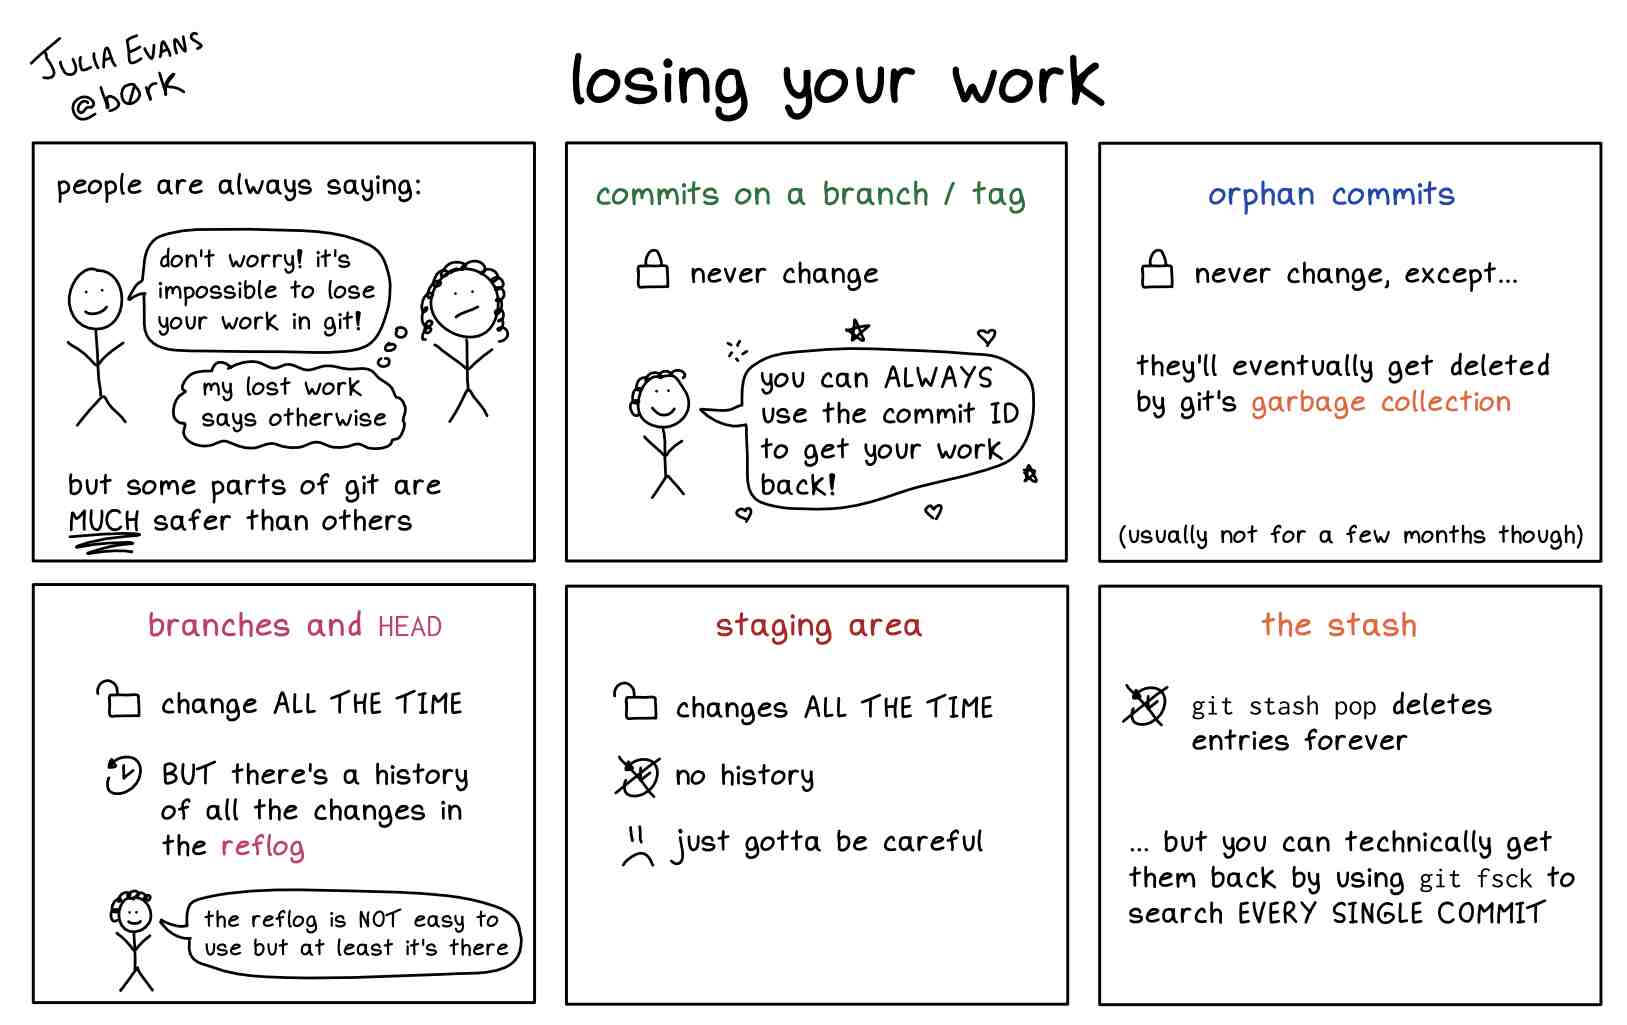 JULIA EVANS
@bØrk
losing your work
people are always saying:
don't worry! it's
impossible to lose
your work in git!
my lost work
says otherwise
but some parts of git are
MUCH safer than others
commits on a branch / tag
never change
you can ALWAYS
use the commit ID
to get your work
back!
orphan commits
never change, except...
they'll eventually get deleted
by git's garbage collection
(usually not for a few months though)
branches and HEAD
change ALL THE TIME
BUT there's a history
of all the changes in
the reflog
the reflog is NOT easy to
use but at least it's there
staging area
changes ALL THE TIME
no history
just gotta be careful
the stash
git stash pop deletes
entries forever
... but you can technically get
them back by using git fsck to
search EVERY SINGLE COMMIT